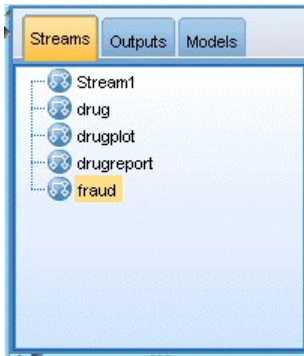 Streams Outputs Models
Stream1
drug
drugplot
drugreport
fraud